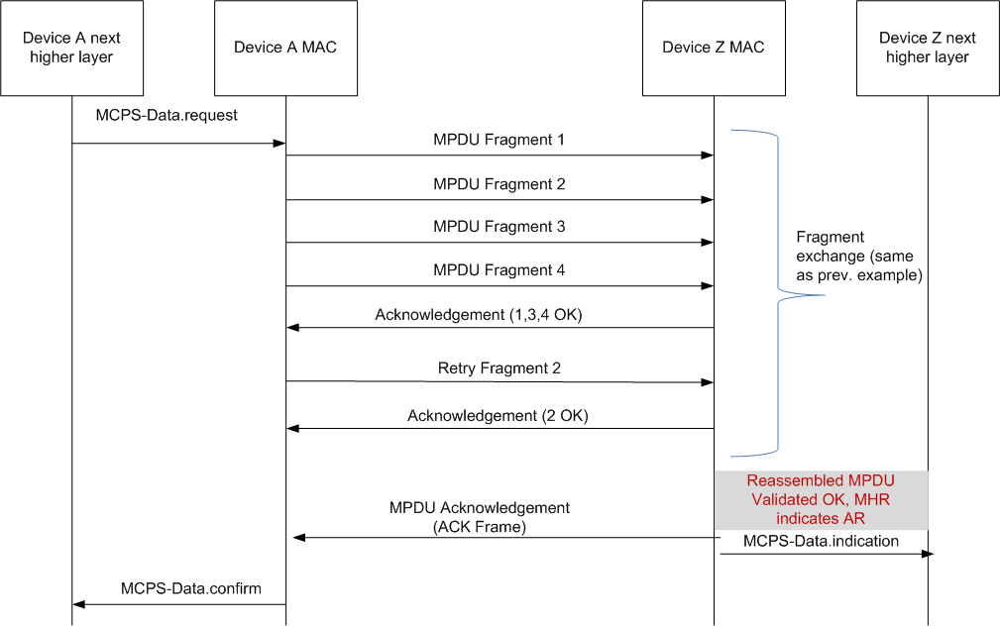 Device A next
higher layer
Device A MAC
Device Z MAC
Device Z next
higher layer
MCPS-Data.request
MPDU Fragment 1
MPDU Fragment 2
MPDU Fragment 3
MPDU Fragment 4
Fragment
exchange (same
as prev. example)
Acknowledgement (1,3,4 OK)
Retry Fragment 2
Acknowledgement (2 OK)
Reassembled MPDU
Validated OK, MHR
indicates AR
MPDU Acknowledgement
(ACK Frame)
MCPS-Data.indication
MCPS-Data.confirm